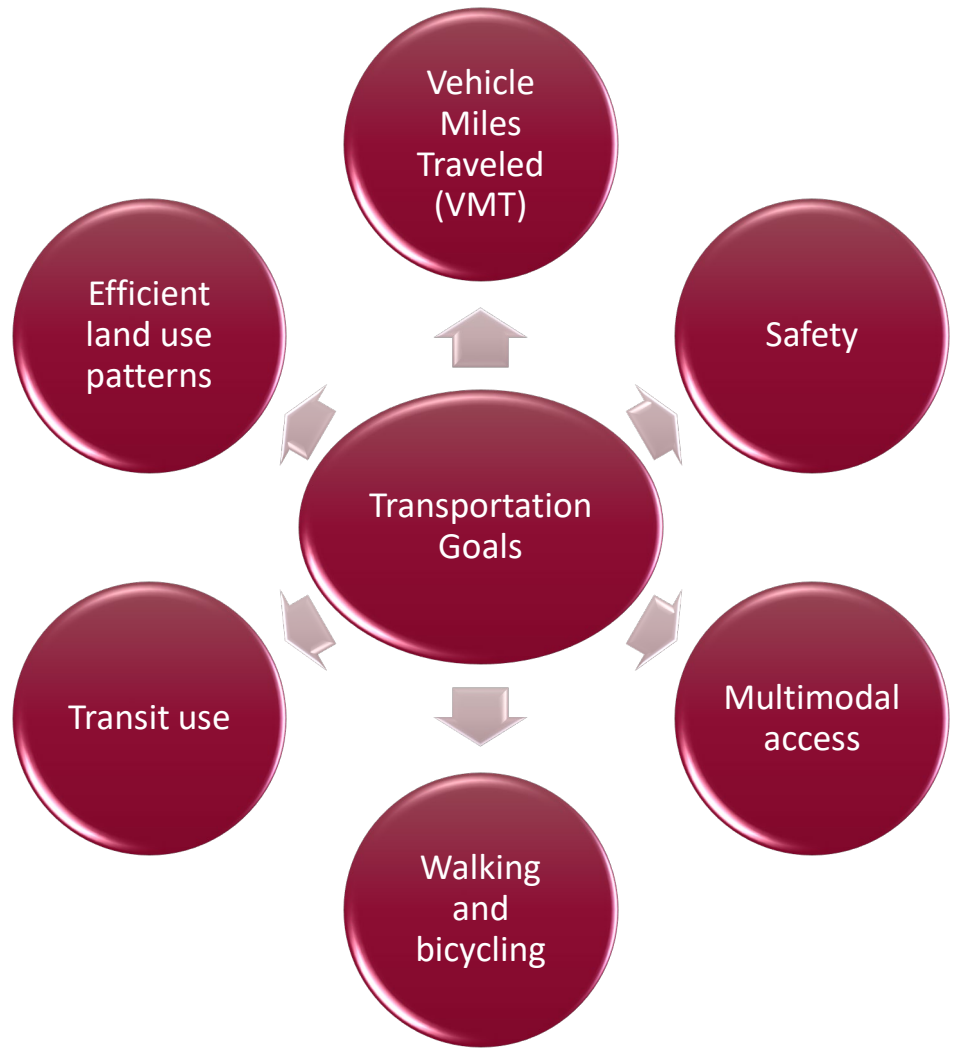 Vehicle
Miles
Traveled
(VMT)
Efficient
land use
patterns
Safety
Transportation
Goals
Transit use
Multimodal
access
Walking
and
bicycling